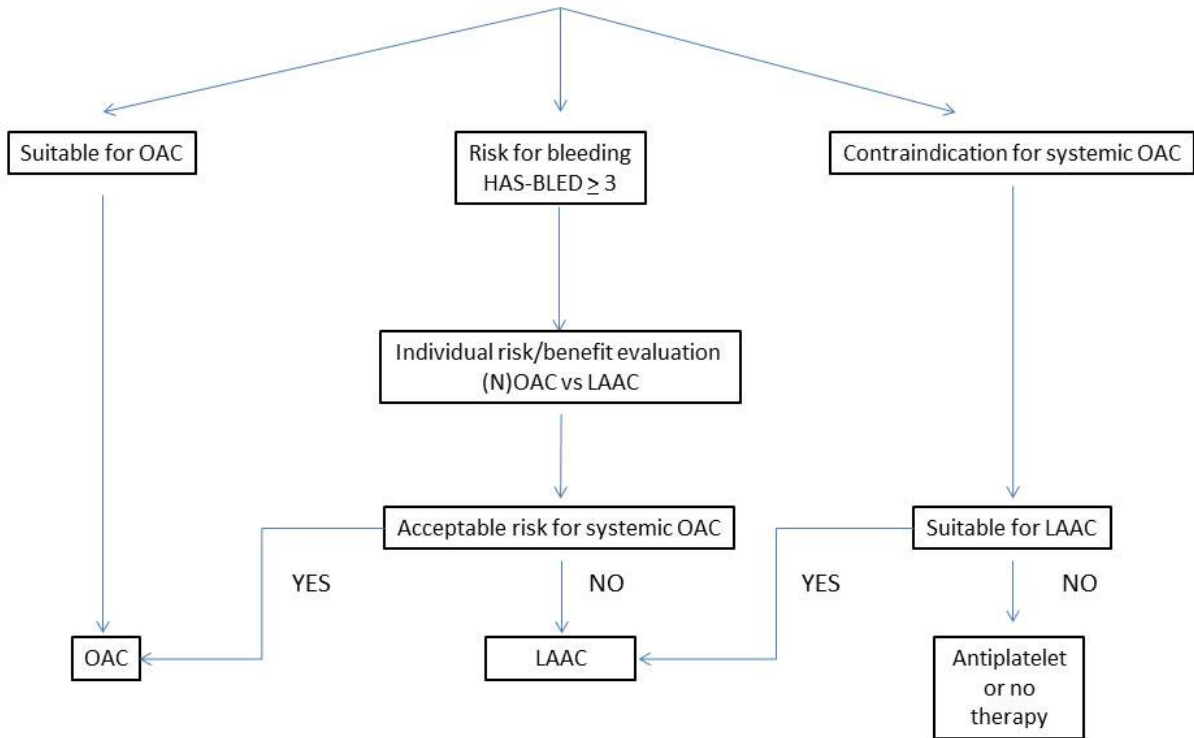 Suitable for OAC
Risk for bleeding
HAS-BLED ≥ 3
Contraindication for systemic OAC
Individual risk/benefit evaluation
(N)OAC vs LAAC
Acceptable risk for systemic OAC
Suitable for LAAC
YES
NO
YES
NO
OAC
LAAC
Antiplatelet
or no
therapy